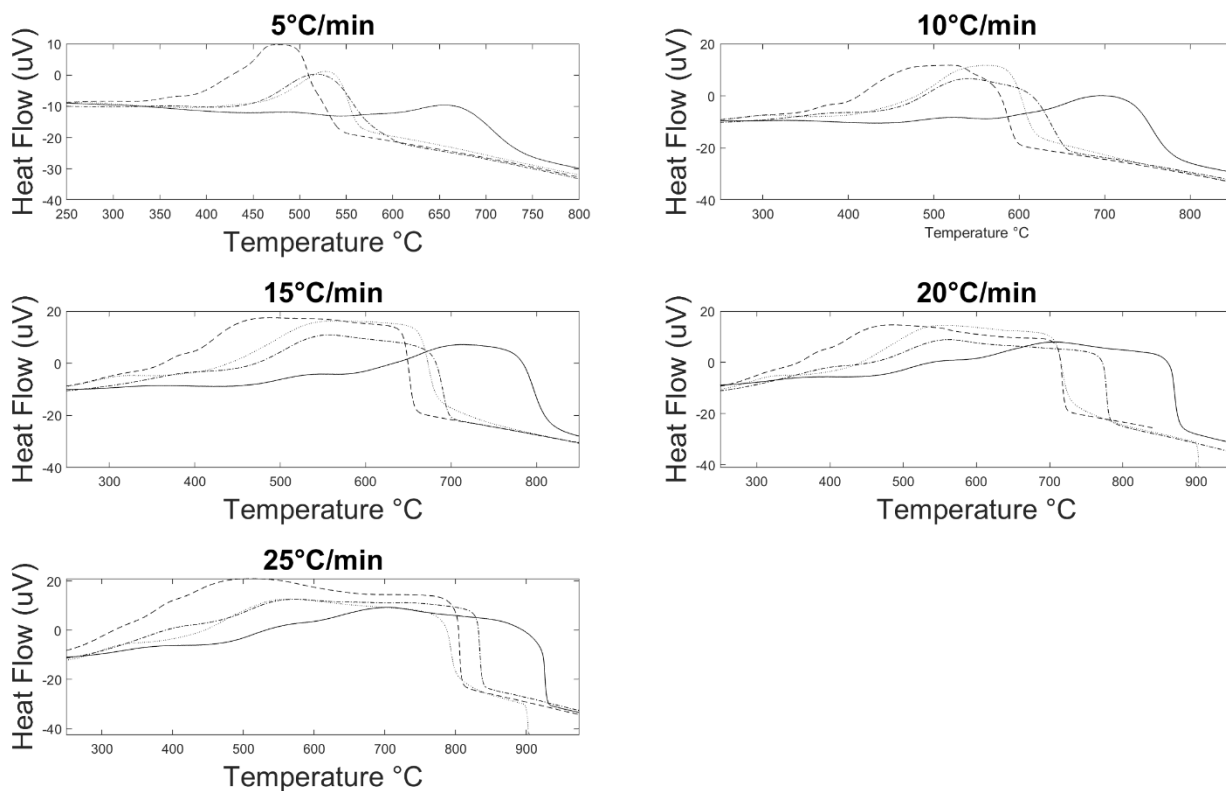 5°C/min
Heat Flow (uV)
10
0
-10
-20
-30
-40
250 300 350 400 450 500 550 600 650 700 750 800
Temperature °C
10°C/min
Heat Flow (uV)
20
0
-20
-40
300 400 500 600 700 800
Temperature °C
15°C/min
Heat Flow (uV)
20
0
-20
-40
300 400 500 600 700 800
Temperature °C
20°C/min
Heat Flow (uV)
20
0
-20
-40
300 400 500 600 700 800 900
Temperature °C
25°C/min
Heat Flow (uV)
20
0
-20
-40
300 400 500 600 700 800 900
Temperature °C